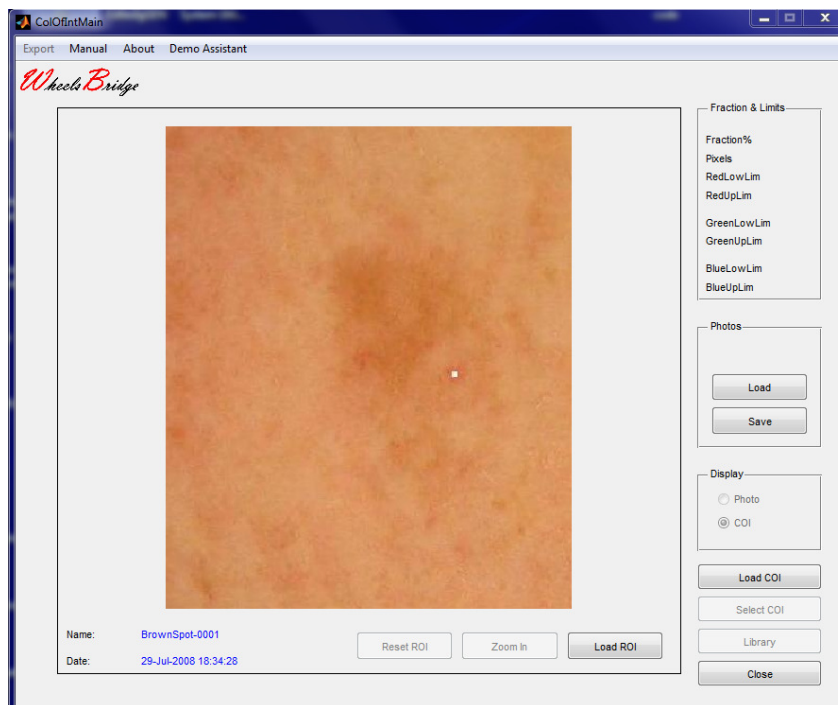 ColOfIntMain
Export Manual About Demo Assistant
WheelsBridge
Fraction & Limits
Fraction%
Pixels
RedLowLim
RedUpLim
GreenLowLim
GreenUpLim
BlueLowLim
BlueUpLim
Photos
Load
Save
Display
Photo
COI
Load COI
Select COI
Library
Close
Name: BrownSpot-0001
Date: 29-Jul-2008 18:34:28
Reset ROI Zoom In Load ROI